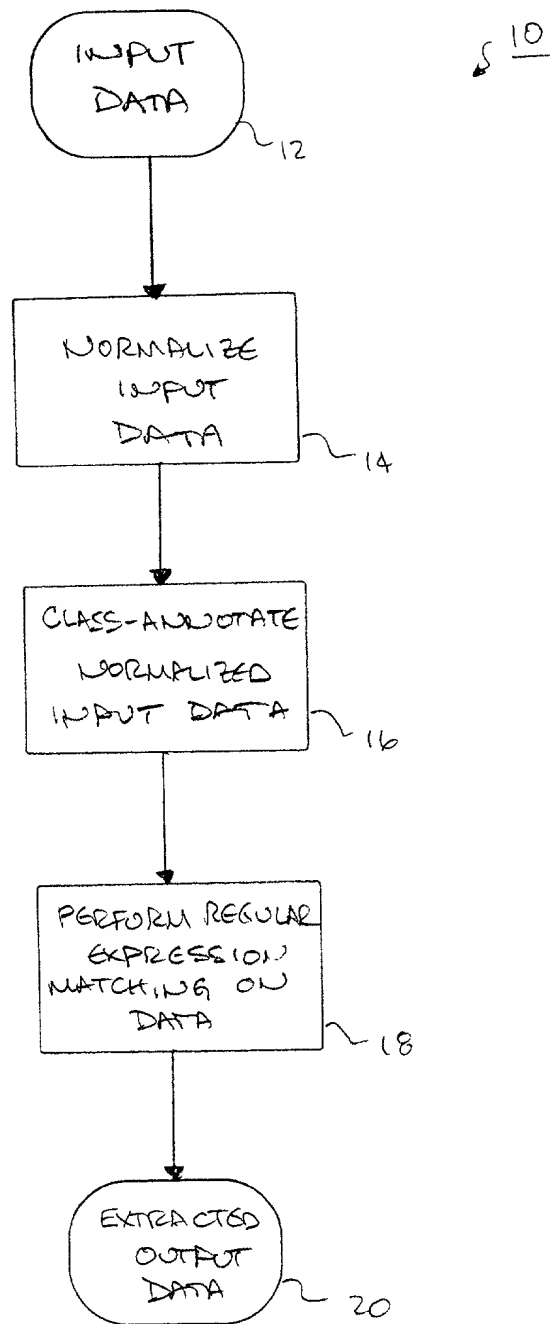 10
INPUT
DATA
12
NORMALIZE
INPUT
DATA
14
CLASS-ANNOTATE
NORMALIZED
INPUT DATA
16
PERFORM REGULAR
EXPRESSION
MATCHING ON
DATA
18
EXTRACTED
OUTPUT
DATA
20